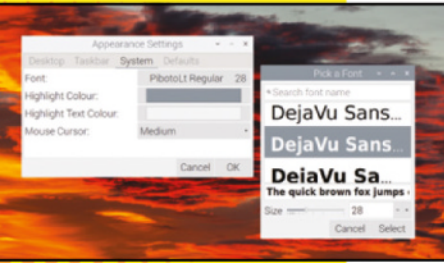 Appearance Settings
Desktop Taskbar System Defaults
Font: PibotoLt Regular 28
Highlight Colour:
Highlight Text Colour:
Mouse Cursor: Medium
Cancel OK
Pick a Font
Search font name
DejaVu Sans...
DejaVu Sans...
DejaVu Sa...
The quick brown fox jumps
Size 28
Cancel Select